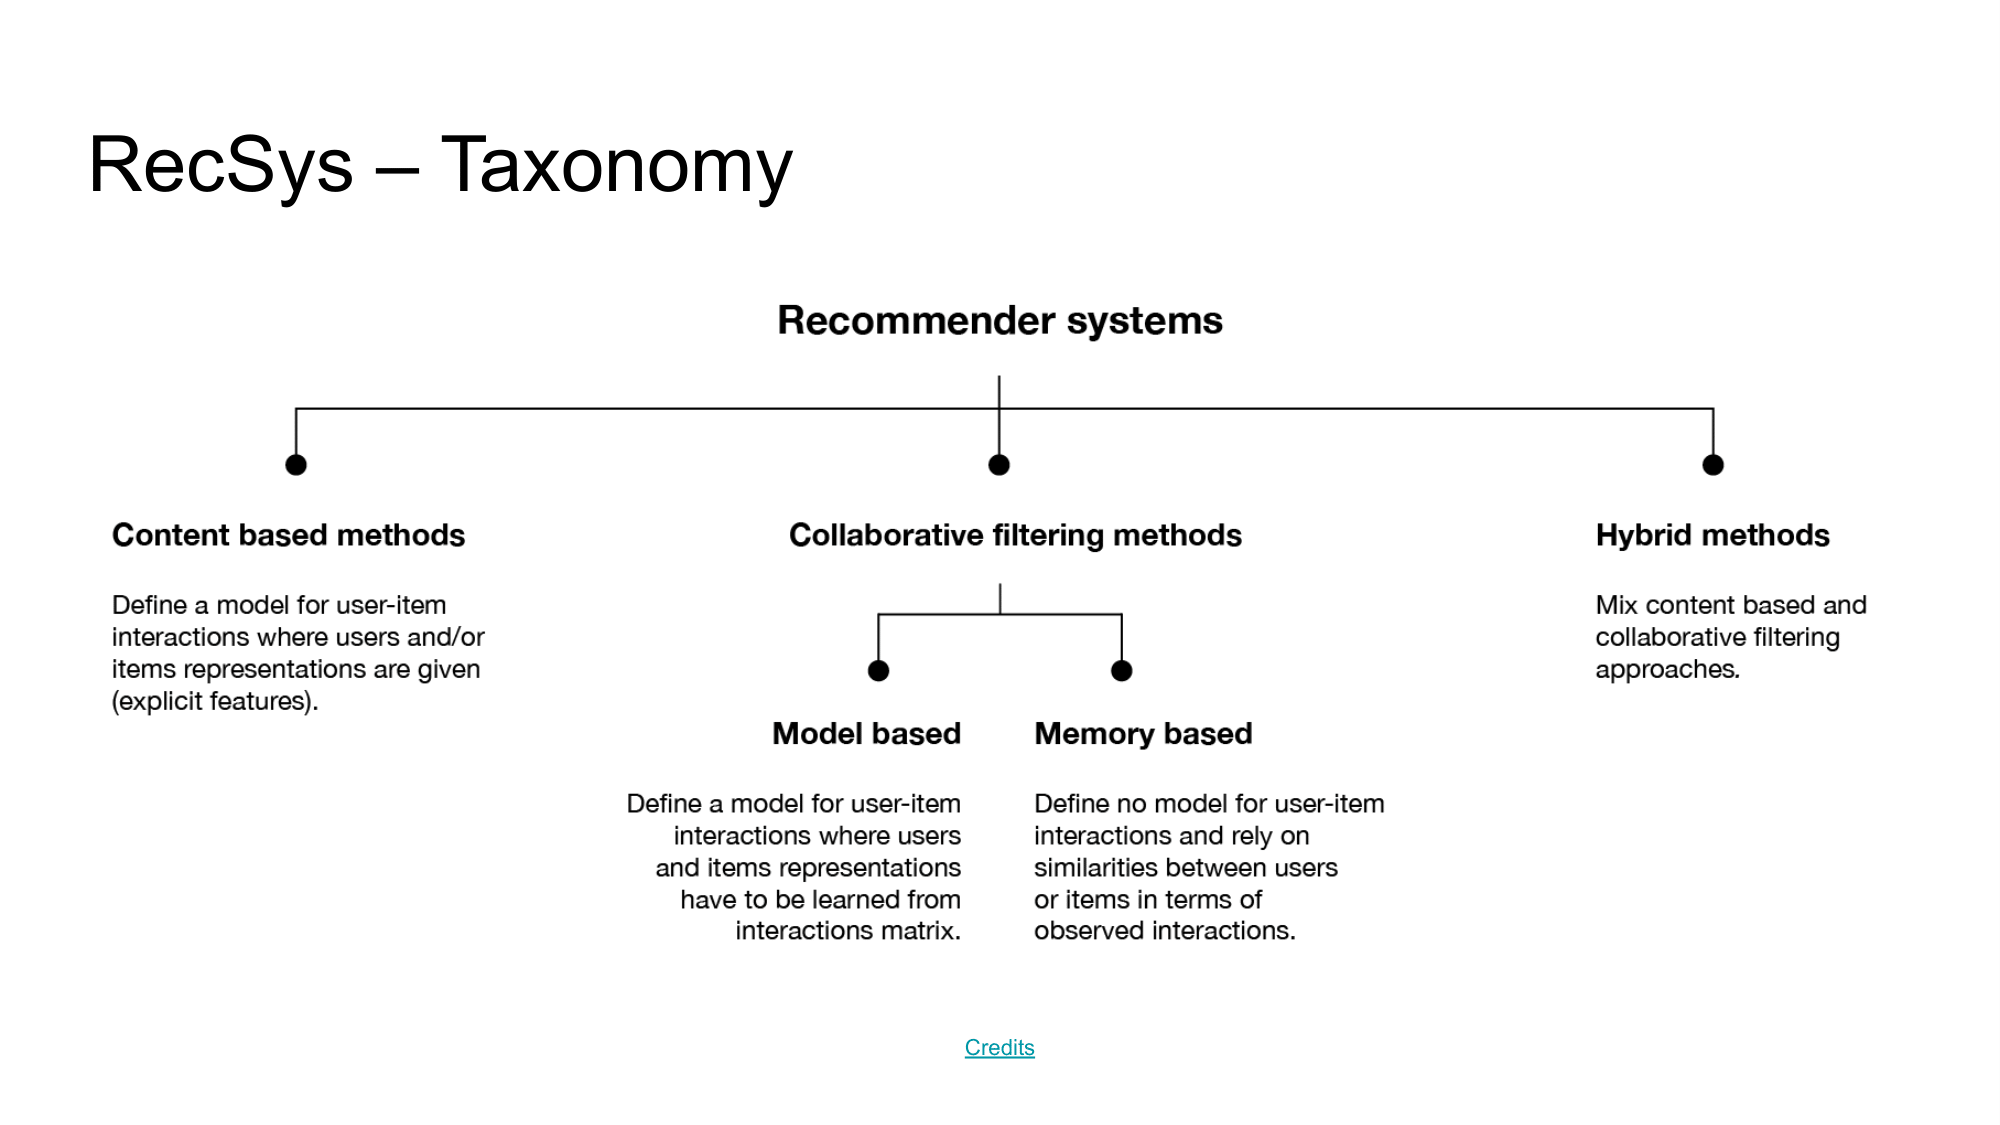 RecSys – Taxonomy
Recommender systems
Content based methods
Define a model for user-item
interactions where users and/or
items representations are given
(explicit features).
Collaborative filtering methods
Model based
Define a model for user-item
interactions where users
and items representations
have to be learned from
interactions matrix.
Memory based
Define no model for user-item
interactions and rely on
similarities between users
or items in terms of
observed interactions.
Hybrid methods
Mix content based and
collaborative filtering
approaches.
Credits